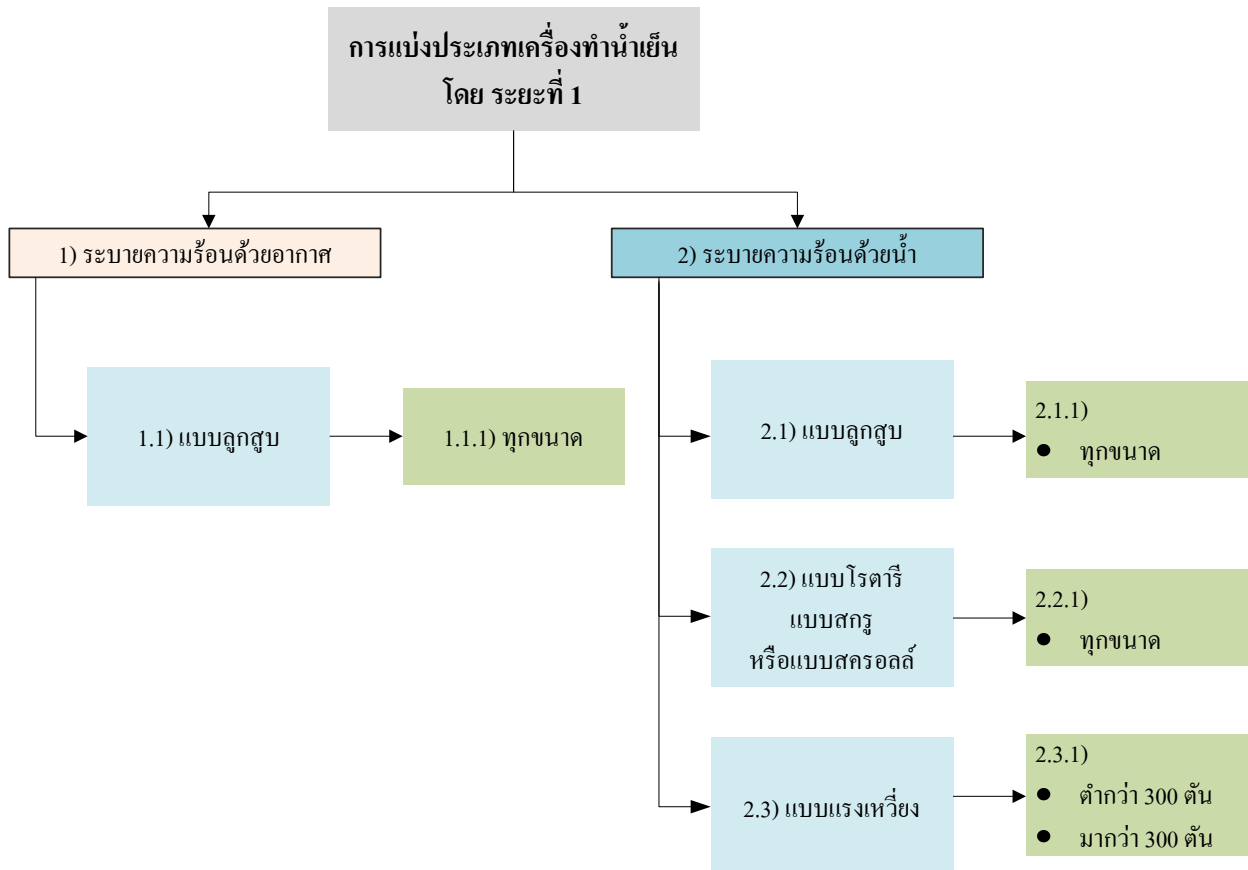 การแบ่งประเภทเครื่องทำน้ำเย็น
โดย ระยะที่ 1
1) ระบายความร้อนด้วยอากาศ
2) ระบายความร้อนด้วยน้ำ
1.1) แบบลูกสูบ
1.1.1) ทุกขนาด
2.1) แบบลูกสูบ
2.1.1)
● ทุกขนาด
2.2) แบบโรตารี
แบบสกรู
หรือแบบสครอลล์
2.2.1)
● ทุกขนาด
2.3) แบบแรงเหวี่ยง
2.3.1)
● ตำกว่า 300 ตัน
● มากว่า 300 ตัน